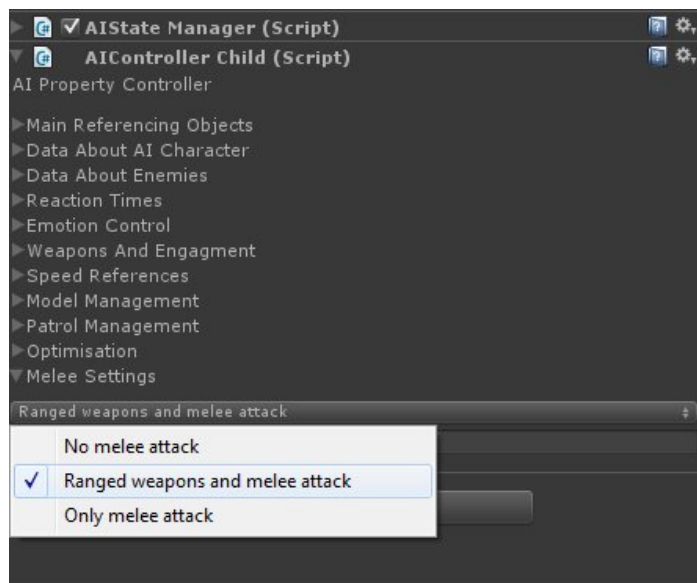 AIState Manager (Script)
AIController Child (Script)
AI Property Controller
Main Referencing Objects
Data About AI Character
Data About Enemies
Reaction Times
Emotion Control
Weapons And Engagment
Speed References
Model Management
Patrol Management
Optimisation
Melee Settings
Ranged weapons and melee attack
No melee attack
Ranged weapons and melee attack
Only melee attack